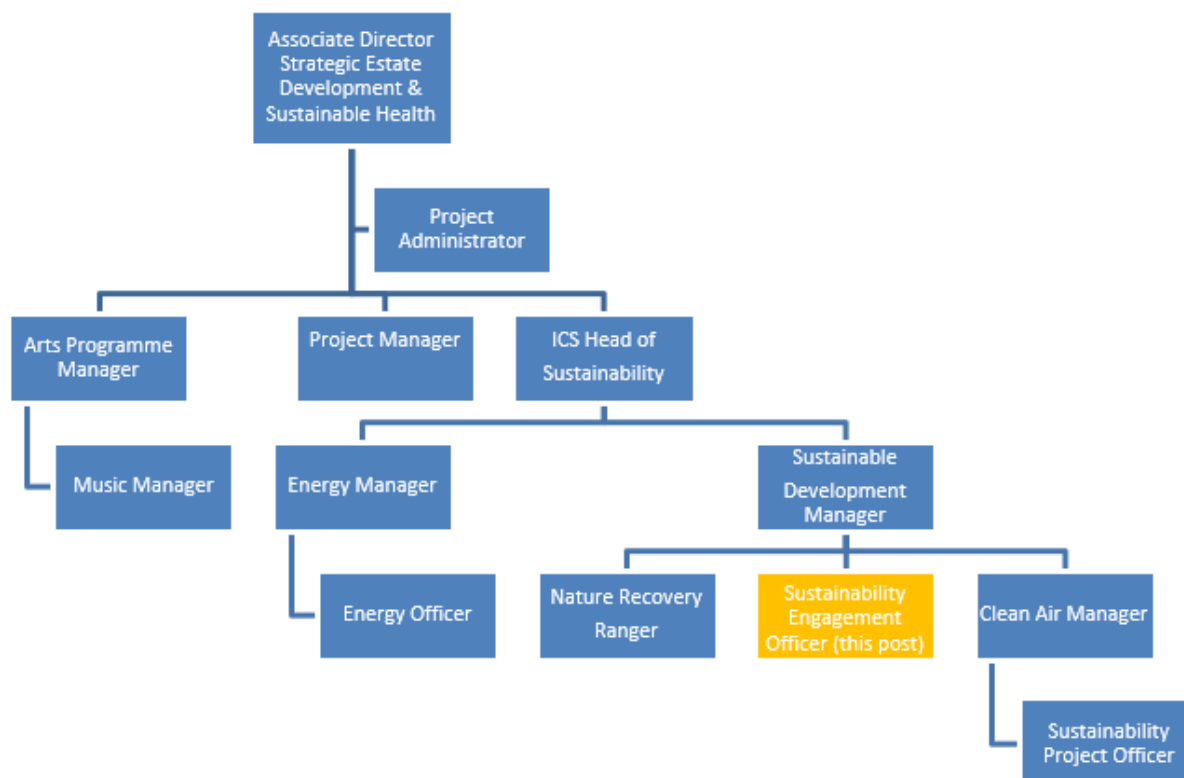 Associate Director
Strategic Estate
Development &
Sustainable Health
Project
Administrator
Arts Programme
Manager
Project Manager
ICS Head of
Sustainability
Music Manager
Energy Manager
Sustainable
Development
Manager
Energy Officer
Nature Recovery
Ranger
Sustainability
Engagement
Officer (this post)
Clean Air Manager
Sustainability
Project Officer